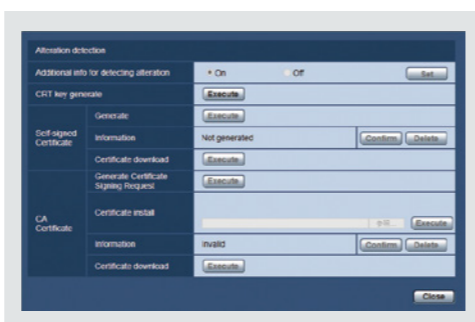 Alteration detection
Additional info for detecting alteration On Off Set
CRT key generate Execute
Self-signed Certificate
Generate Execute
Information Not generated Confirm Delete
Certificate download Execute
CA Certificate
Generate Certificate Signing Request Execute
Certificate install Execute
Information Invalid Confirm Delete
Certificate download Execute
Close